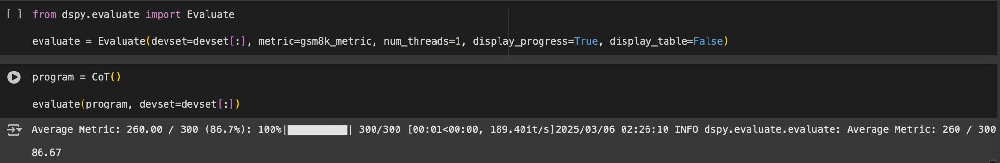 [ ] from dspy.evaluate import Evaluate
evaluate = Evaluate(devset=devset[:], metric=gsm8k_metric, num_threads=1, display_progress=True, display_table=False)
program = CoT()
evaluate(program, devset=devset[:])
Average Metric: 260.00 / 300 (86.7%): 100%|██████████| 300/300 [00:01<00:00, 189.40it/s]2025/03/06 02:26:10 INFO dspy.evaluate.evaluate: Average Metric: 260 / 300
86.67